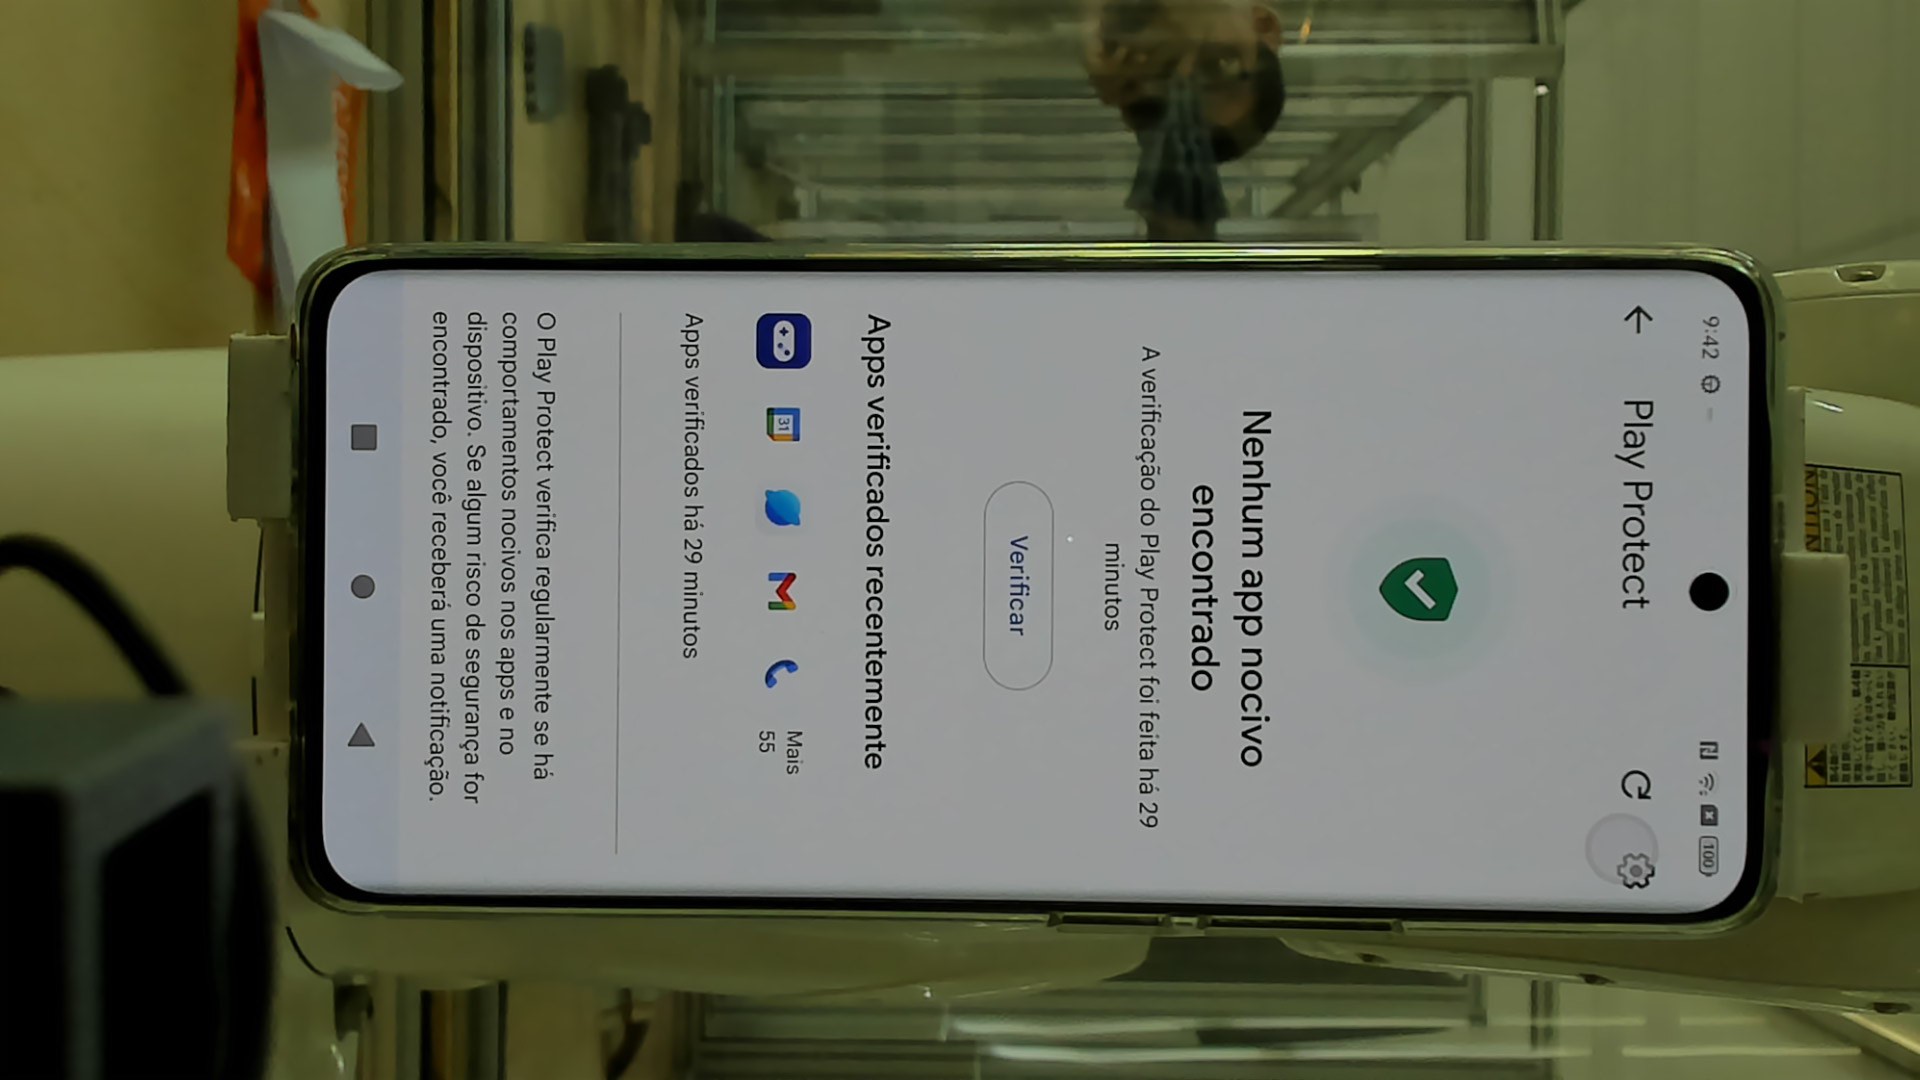 9:42
100
Play Protect
Nenhum app nocivo
encontrado
A verificação do Play Protect foi feita há 29
minutos
Verificar
Apps verificados recentemente
31
Mais
55
Apps verificados há 29 minutos
O Play Protect verifica regularmente se há
comportamentos nocivos nos apps e no
dispositivo. Se algum risco de segurança for
encontrado, você receberá uma notificação.